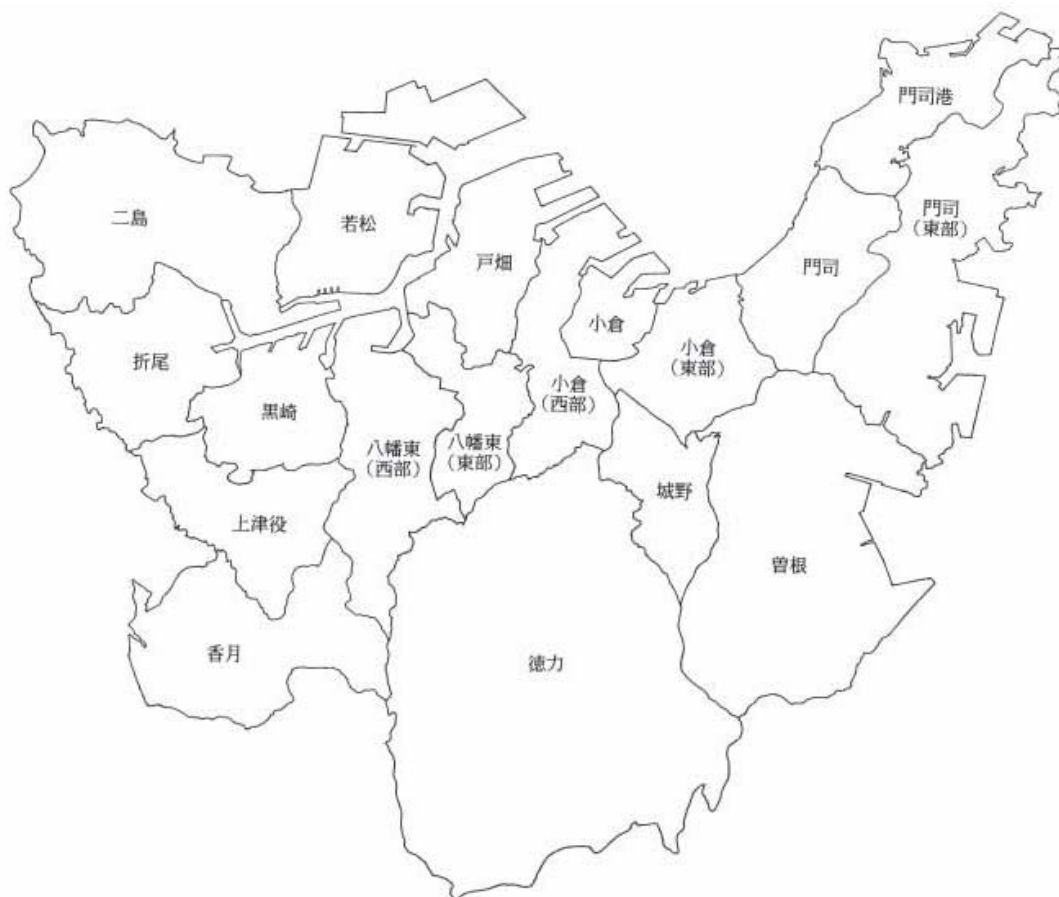 門司港
二島
若松
門司
（東部）
戸畑
門司
小倉
折尾
小倉
（東部）
小倉
（西部）
黒崎
八幡東
（西部）
八幡東
（東部）
城野
上津役
曽根
香月
徳力